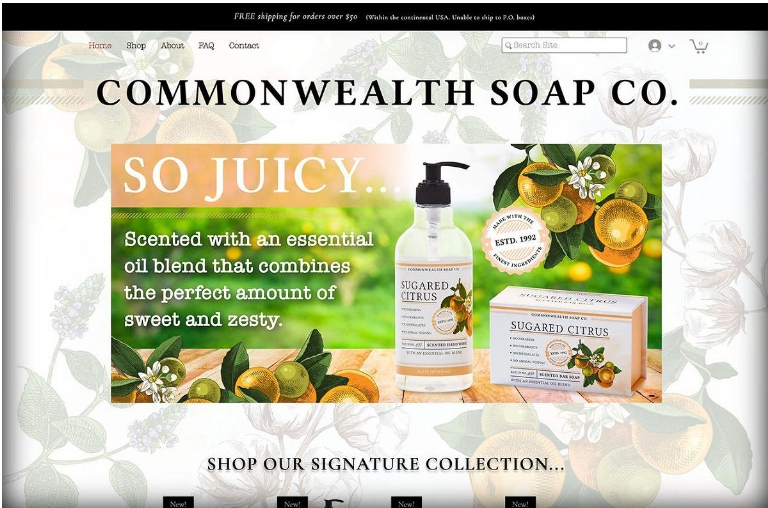 FREE shipping for orders over $50 (Within the continental USA. Unable to ship to P.O. boxes)
Home Shop About FAQ Contact
Search Site
0
COMMONWEALTH SOAP CO.
SO JUICY...
Scented with an essential
oil blend that combines
the perfect amount of
sweet and zesty.
MADE WITH THE
ESTD. 1992
FINEST INGREDIENTS
COMMONWEALTH SOAP CO.
SUGARED
CITRUS
SCENTED HAND WASH
WITH AN ESSENTIAL OIL BLEND
SUGARED CITRUS
COMMONWEALTH SOAP CO.
SUGARED CITRUS
SCENTED BAR SOAP
WITH AN ESSENTIAL OIL BLEND
SHOP OUR SIGNATURE COLLECTION...
New! New! New! New!